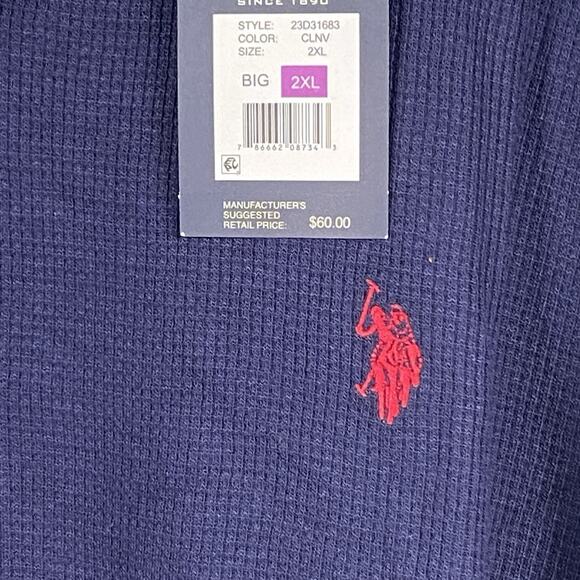 SINCE 1890
STYLE: 23D31683
COLOR: CLNV
SIZE: 2XL
BIG 2XL
7 86662 08734 3
MANUFACTURER'S
SUGGESTED
RETAIL PRICE: $60.00